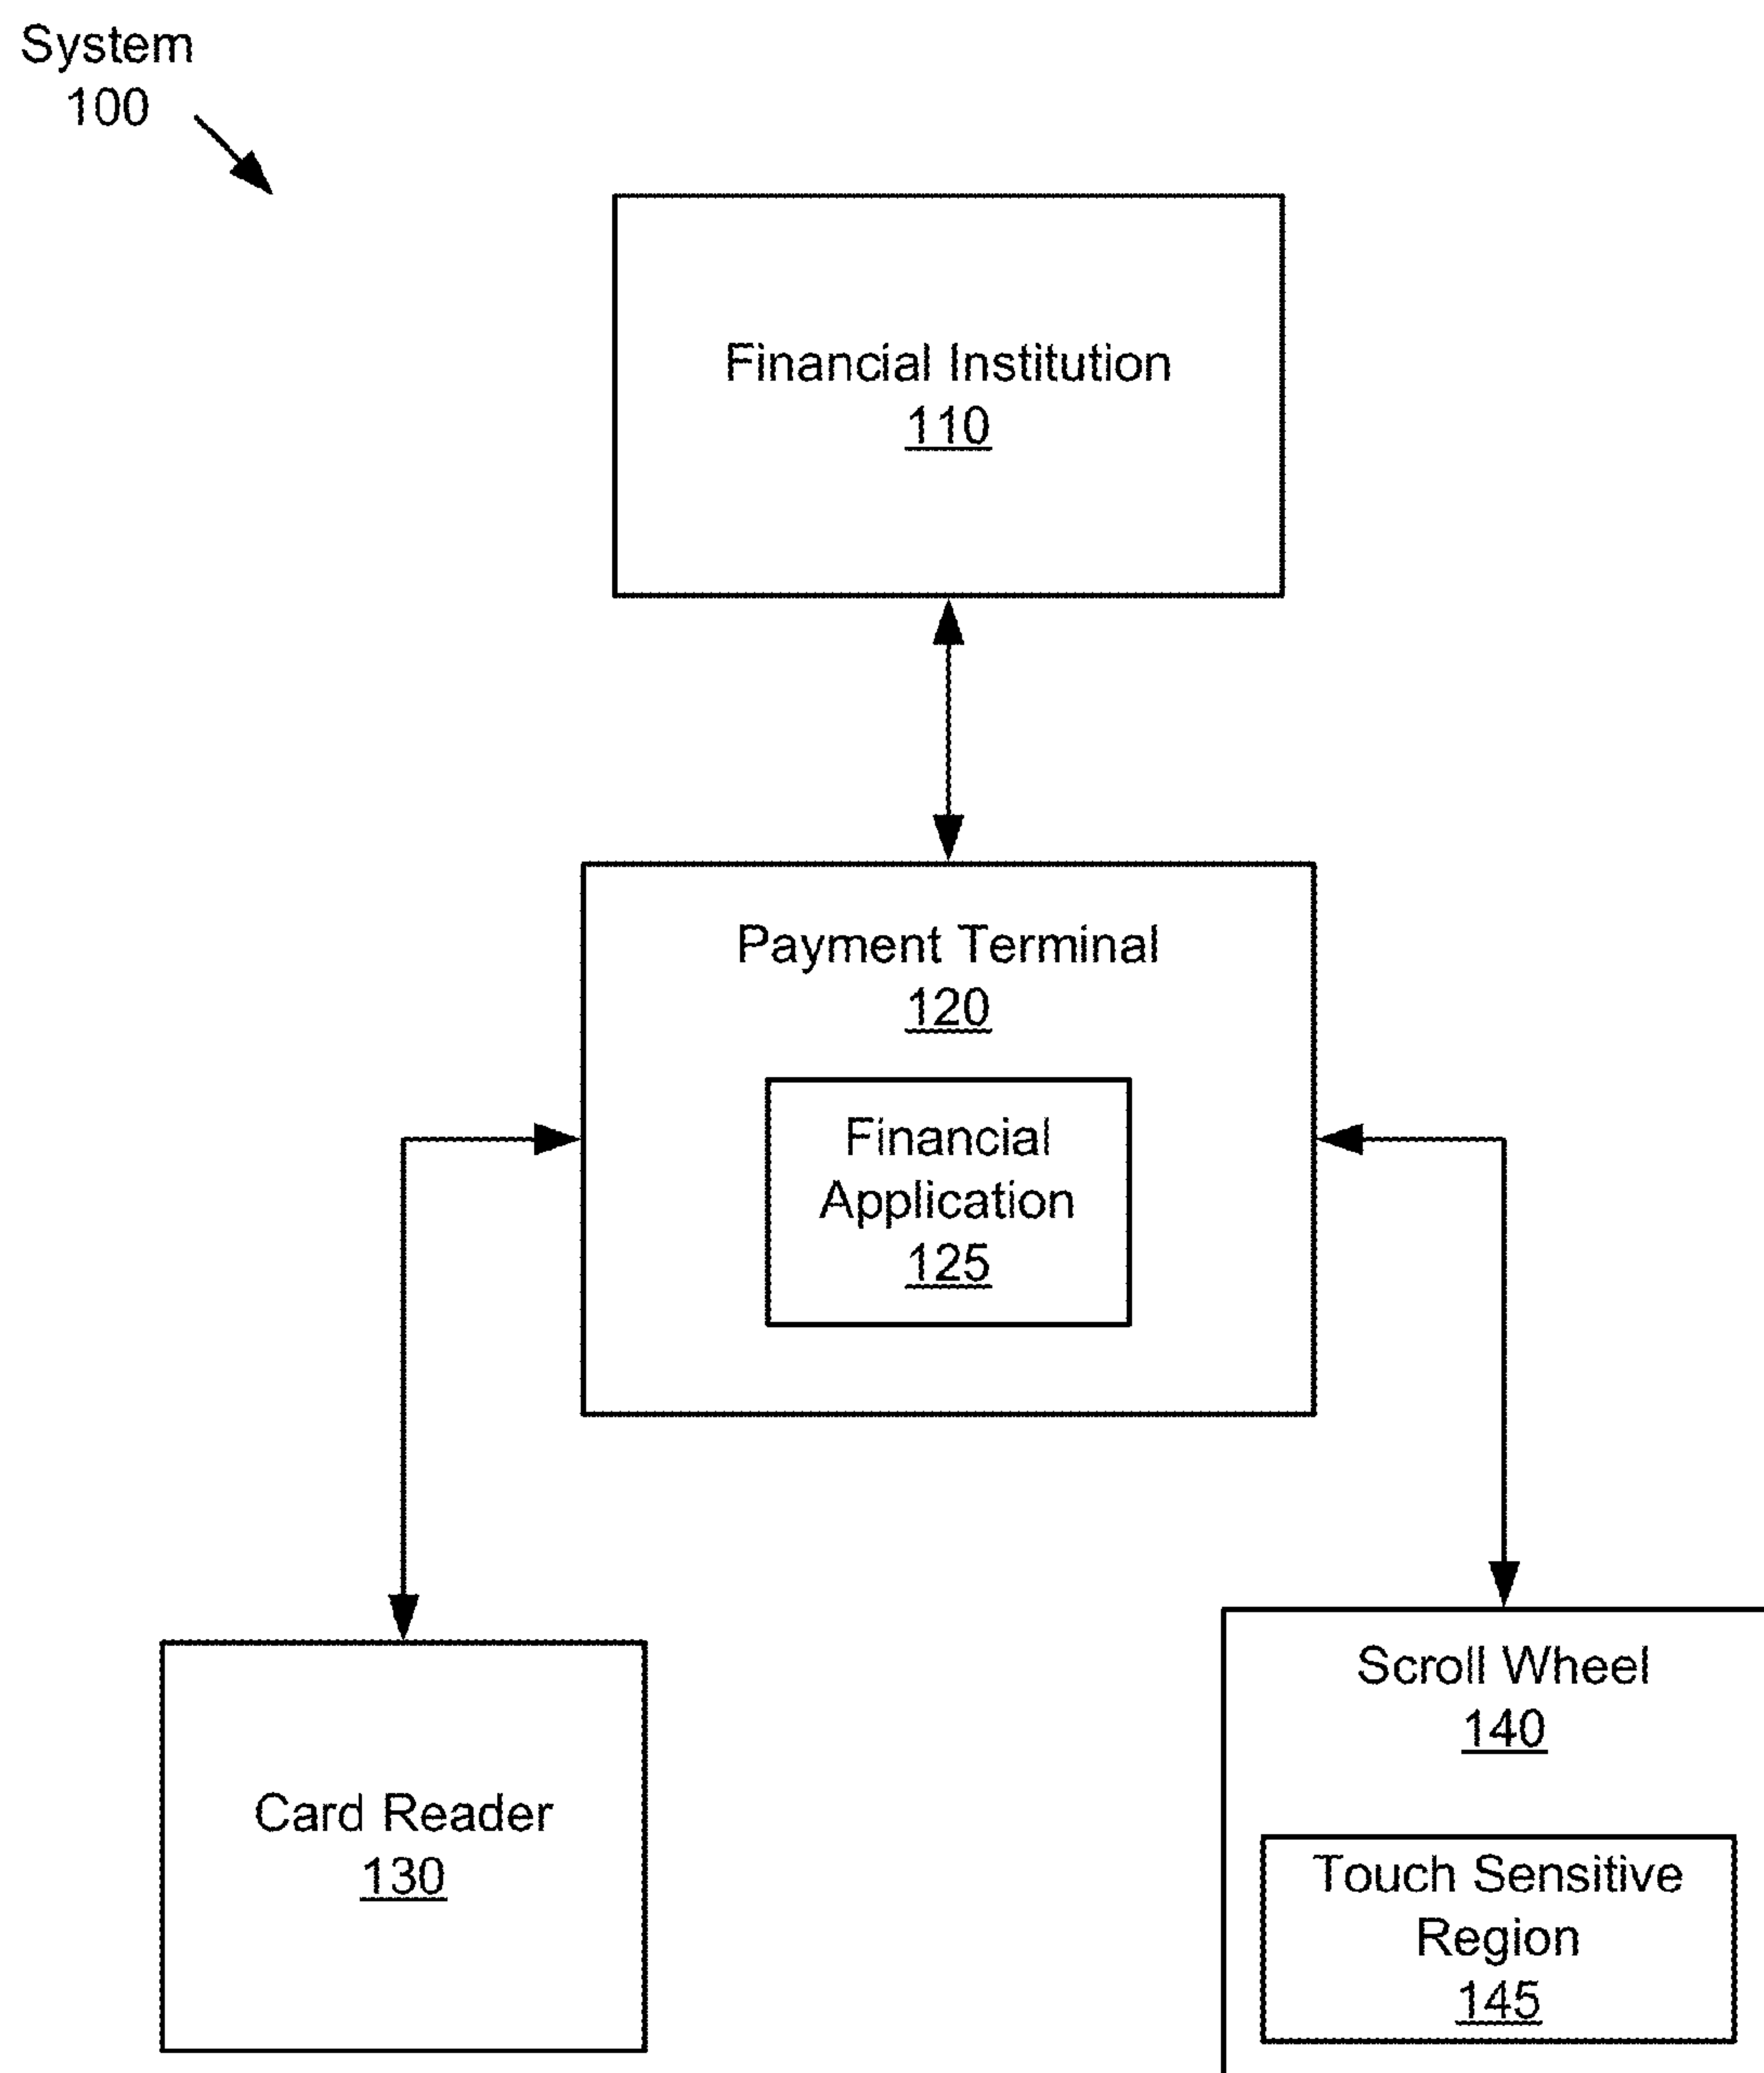 System
100
Financial Institution
110
Payment Terminal
120
Financial
Application
125
Scroll Wheel
140
Card Reader
130
Touch Sensitive
Region
145